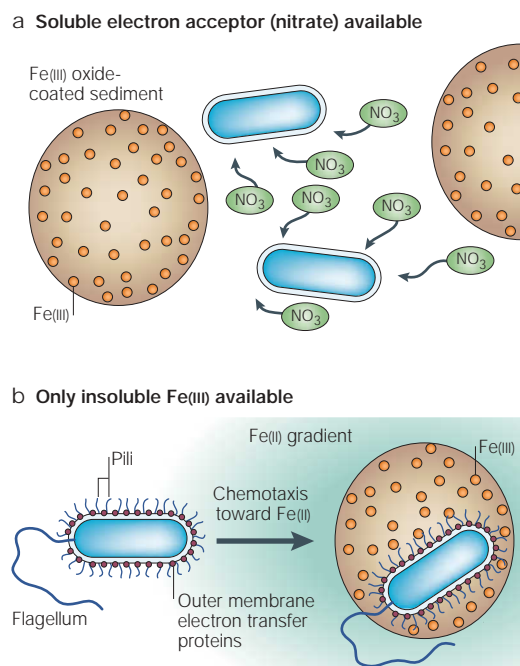 a Soluble electron acceptor (nitrate) available
Fe(III) oxide-
coated sediment
NO3
NO3
NO3
NO3
NO3
NO3
NO3
Fe(III)
b Only insoluble Fe(III) available
Fe(II) gradient
Fe(III)
Pili
Chemotaxis
toward Fe(II)
Flagellum
Outer membrane
electron transfer
proteins